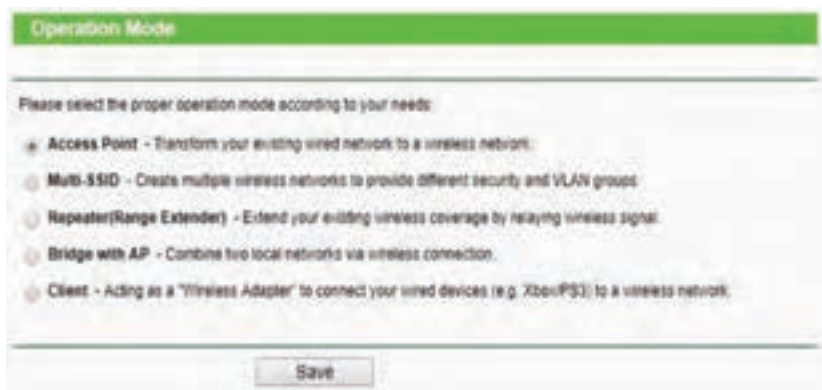 Operation Mode
Please select the proper operation mode according to your needs:
Access Point - Transform your existing wired network to a wireless network.
Multi-SSID - Create multiple wireless networks to provide different security and VLAN groups.
Repeater(Range Extender) - Extend your existing wireless coverage by relaying wireless signal.
Bridge with AP - Combine two local networks via wireless connection.
Client - Acting as a "Wireless Adapter" to connect your wired devices (e.g. Xbox/PS3) to a wireless network.
Save